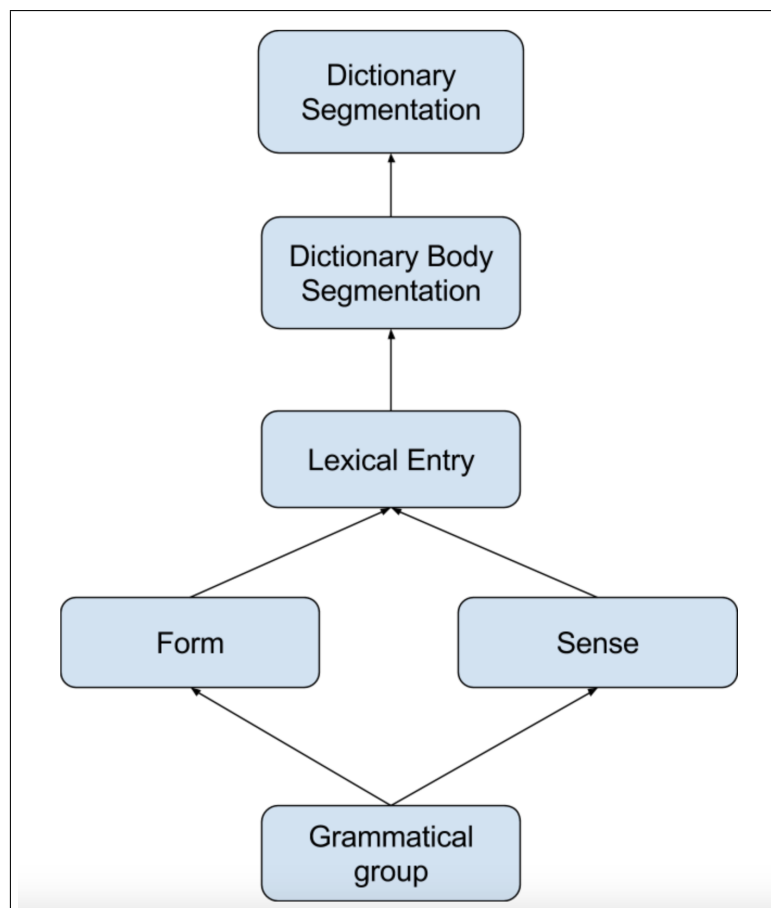 Dictionary
Segmentation
Dictionary Body
Segmentation
Lexical Entry
Form
Sense
Grammatical
group